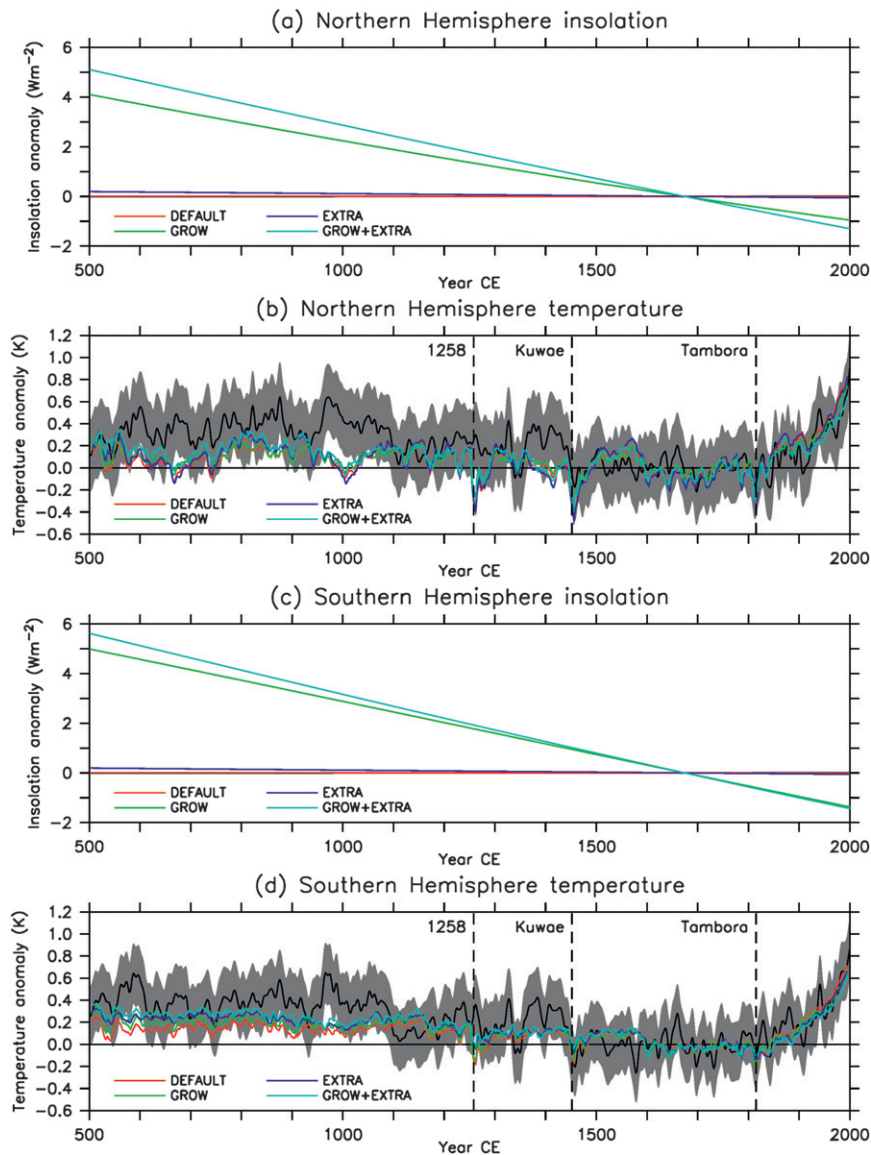 (a) Northern Hemisphere insolation
Insolation anomaly (Wm⁻²)
6
4
2
0
−2
DEFAULT EXTRA
GROW GROW+EXTRA
500 1000 1500 2000
Year CE
(b) Northern Hemisphere temperature
Temperature anomaly (K)
1.2
1.0
0.8
0.6
0.4
0.2
0.0
−0.2
−0.4
−0.6
1258 Kuwae Tambora
DEFAULT EXTRA
GROW GROW+EXTRA
500 1000 1500 2000
Year CE
(c) Southern Hemisphere insolation
Insolation anomaly (Wm⁻²)
6
4
2
0
−2
DEFAULT EXTRA
GROW GROW+EXTRA
500 1000 1500 2000
Year CE
(d) Southern Hemisphere temperature
Temperature anomaly (K)
1.2
1.0
0.8
0.6
0.4
0.2
0.0
−0.2
−0.4
−0.6
1258 Kuwae Tambora
DEFAULT EXTRA
GROW GROW+EXTRA
500 1000 1500 2000
Year CE